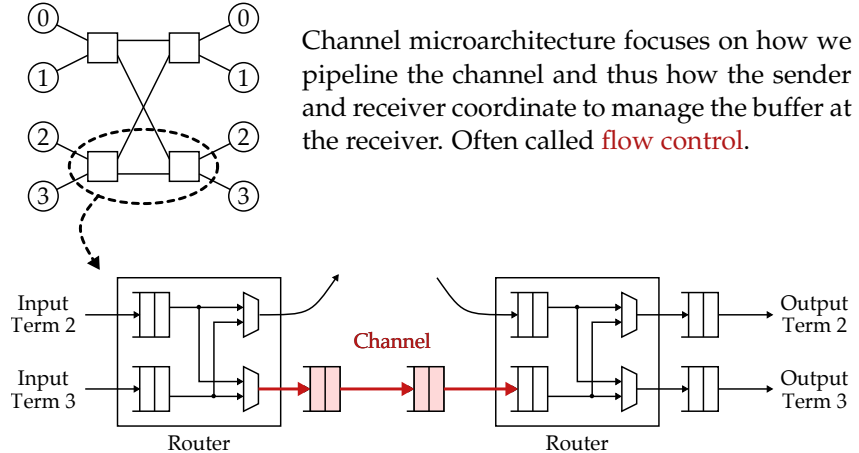 0
0
Channel microarchitecture focuses on how we
1
1
pipeline the channel and thus how the sender
and receiver coordinate to manage the buffer at
2
2
the receiver. Often called flow control.
3
3
Input
Term 2
Output
Term 2
Channel
Input
Term 3
Output
Term 3
Router
Router